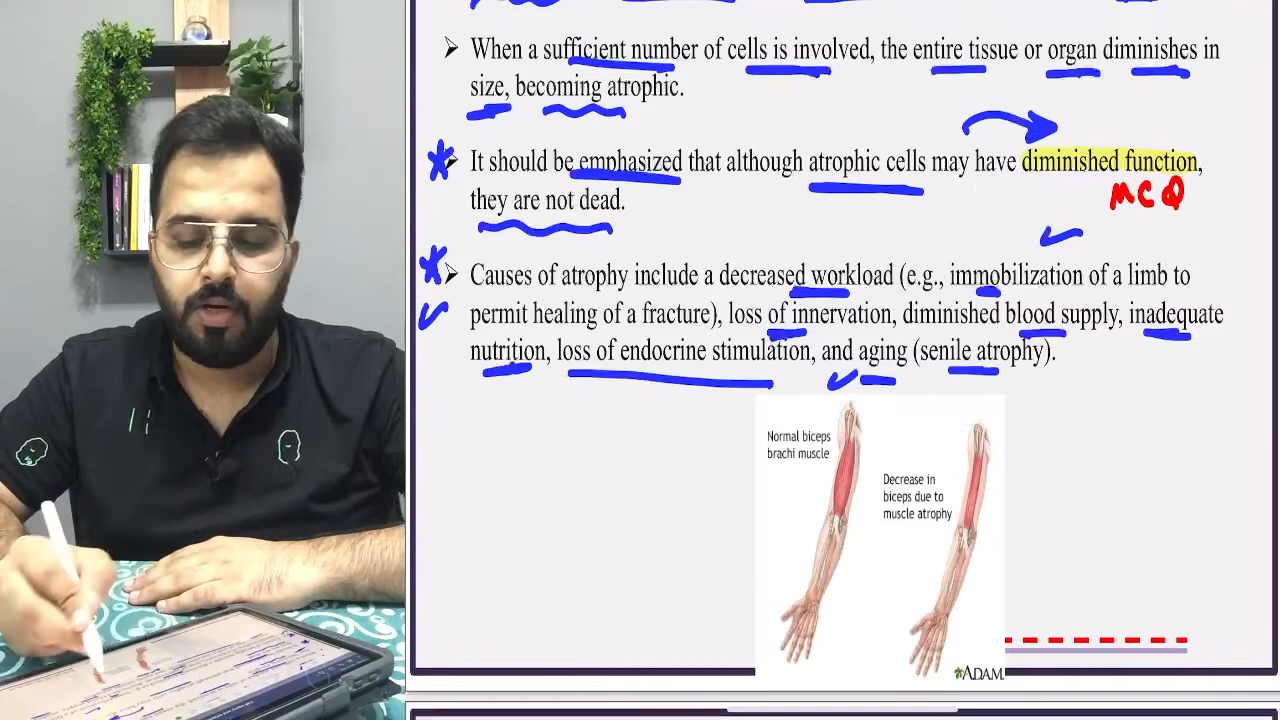 When a sufficient number of cells is involved, the entire tissue or organ diminishes in
size, becoming atrophic.
It should be emphasized that although atrophic cells may have diminished function,
they are not dead.
MCQ
Causes of atrophy include a decreased workload (e.g., immobilization of a limb to
permit healing of a fracture), loss of innervation, diminished blood supply, inadequate
nutrition, loss of endocrine stimulation, and aging (senile atrophy).
Normal biceps
brachi muscle
Decrease in
biceps due to
muscle atrophy
ADAM